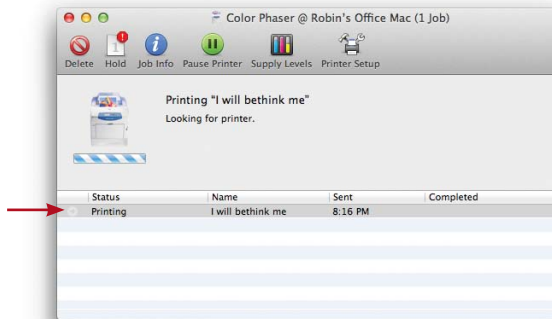 Color Phaser @ Robin's Office Mac (1 Job)
1
Delete Hold Job Info Pause Printer Supply Levels Printer Setup
Printing "I will bethink me"
Looking for printer.
Status Name Sent Completed
Printing I will bethink me 8:16 PM